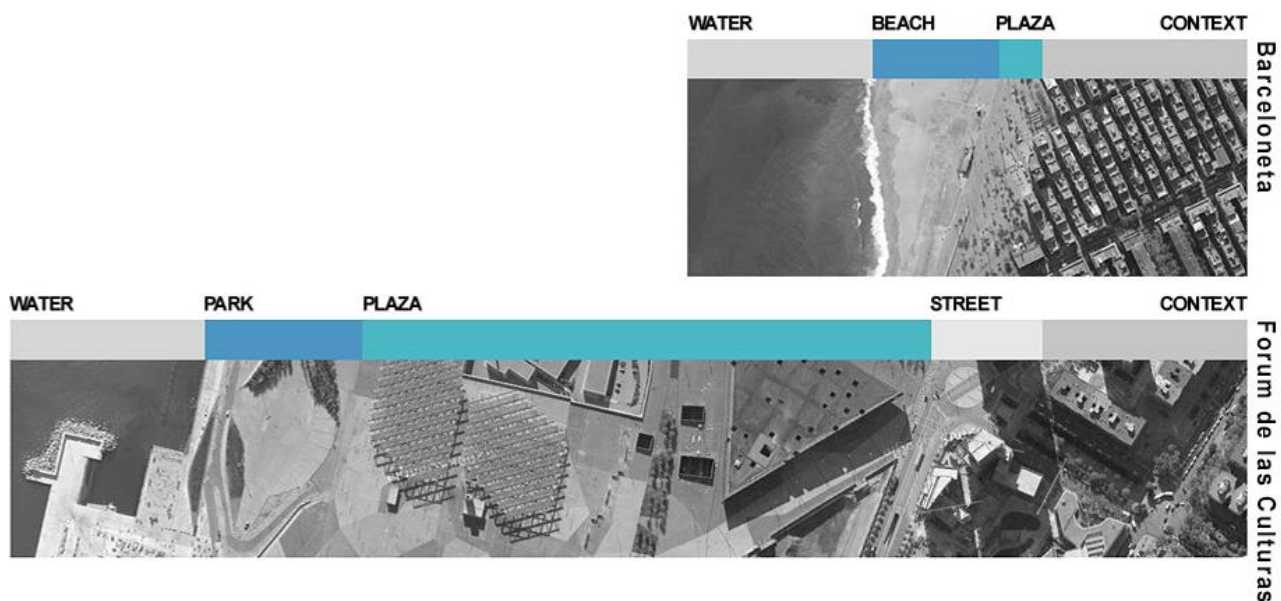 WATER BEACH PLAZA CONTEXT
Barceloneta
WATER PARK PLAZA STREET CONTEXT
Forum de las Culturas